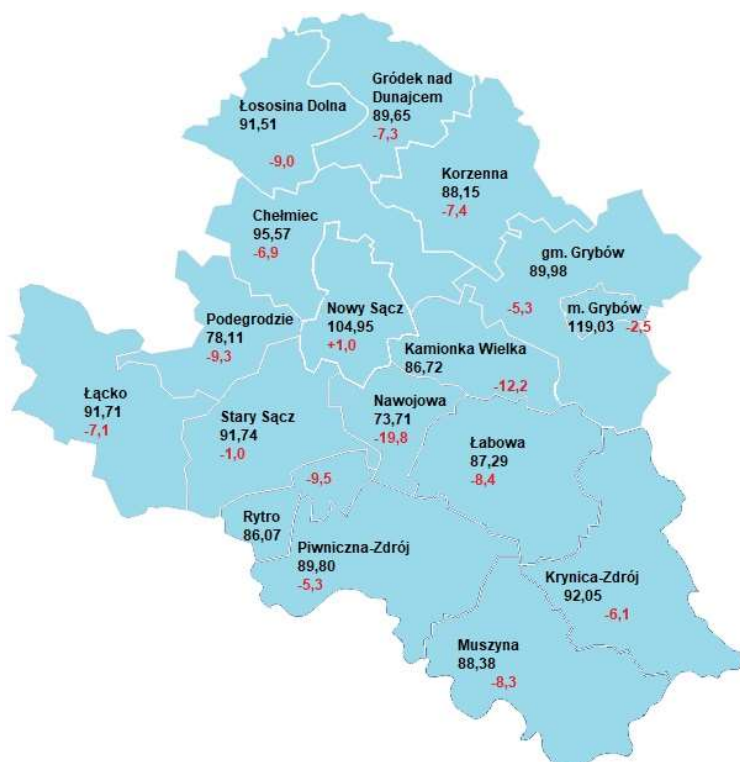 Gródek nad
Dunajcem
89,65
-7,3
Łososina Dolna
91,51
-9,0
Korzenna
88,15
-7,4
Chełmiec
95,57
-6,9
gm. Grybów
89,98
-5,3
m. Grybów
119,03 -2,5
Podegrodzie
78,11
-9,3
Nowy Sącz
104,95
+1,0
Kamionka Wielka
86,72
-12,2
Łącko
91,71
-7,1
Stary Sącz
91,74
-1,0
Nawojowa
73,71
-19,8
Łabowa
87,29
-8,4
-9,5
Rytro
86,07
Piwniczna-Zdrój
89,80
-5,3
Krynica-Zdrój
92,05
-6,1
Muszyna
88,38
-8,3